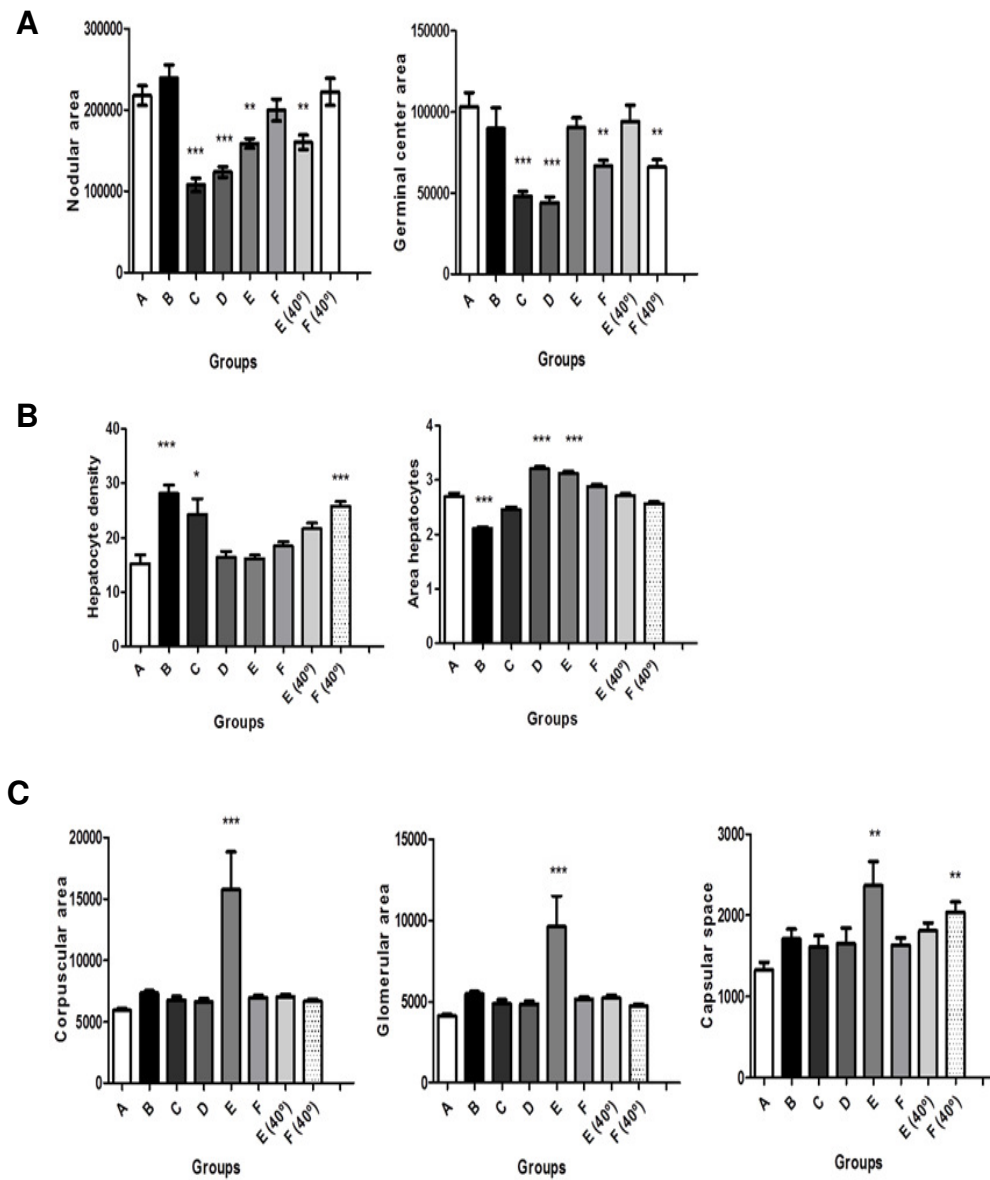 A
300000
200000
100000
0
Nodular area
*** *** ** **
A B C D E F E (40º) F (40º)
Groups
150000
100000
50000
0
Germinal center area
*** *** ** **
A B C D E F E (40º) F (40º)
Groups
B
40
30
20
10
0
Hepatocyte density
*** * ***
A B C D E F E (40º) F (40º)
Groups
4
3
2
1
0
Area hepatocytes
*** *** ***
A B C D E F E (40º) F (40º)
Groups
C
20000
15000
10000
5000
0
Corpuscular area
***
A B C D E F E (40º) F (40º)
Groups
15000
10000
5000
0
Glomerular area
***
A B C D E F E (40º) F (40º)
Groups
3000
2000
1000
0
Capsular space
** **
A B C D E F E (40º) F (40º)
Groups